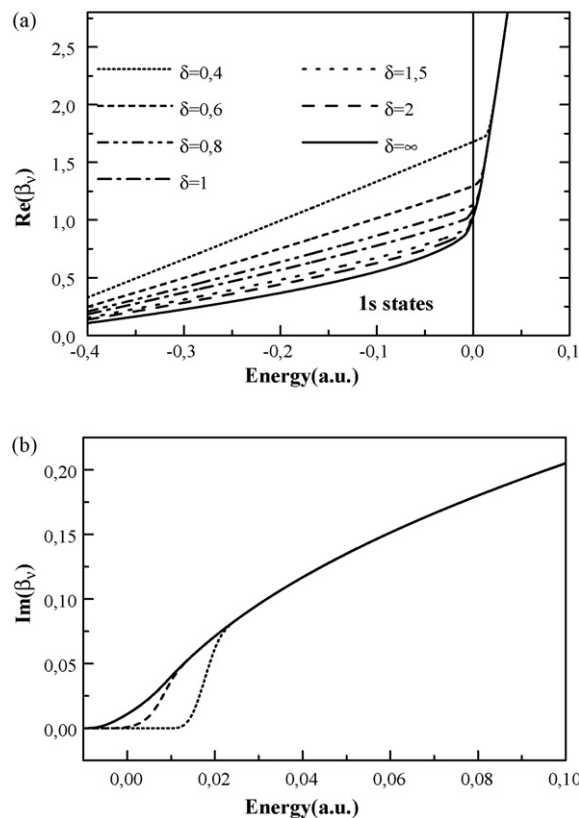 (a)
2,5
2,0
1,5
1,0
0,5
0,0
Re(βᵥ)
δ=0,4
δ=0,6
δ=0,8
δ=1
δ=1,5
δ=2
δ=∞
1s states
-0,4 -0,3 -0,2 -0,1 0,0 0,1
Energy(a.u.)
(b)
0,20
0,15
0,10
0,05
0,00
Im(βᵥ)
0,00 0,02 0,04 0,06 0,08 0,10
Energy(a.u.)